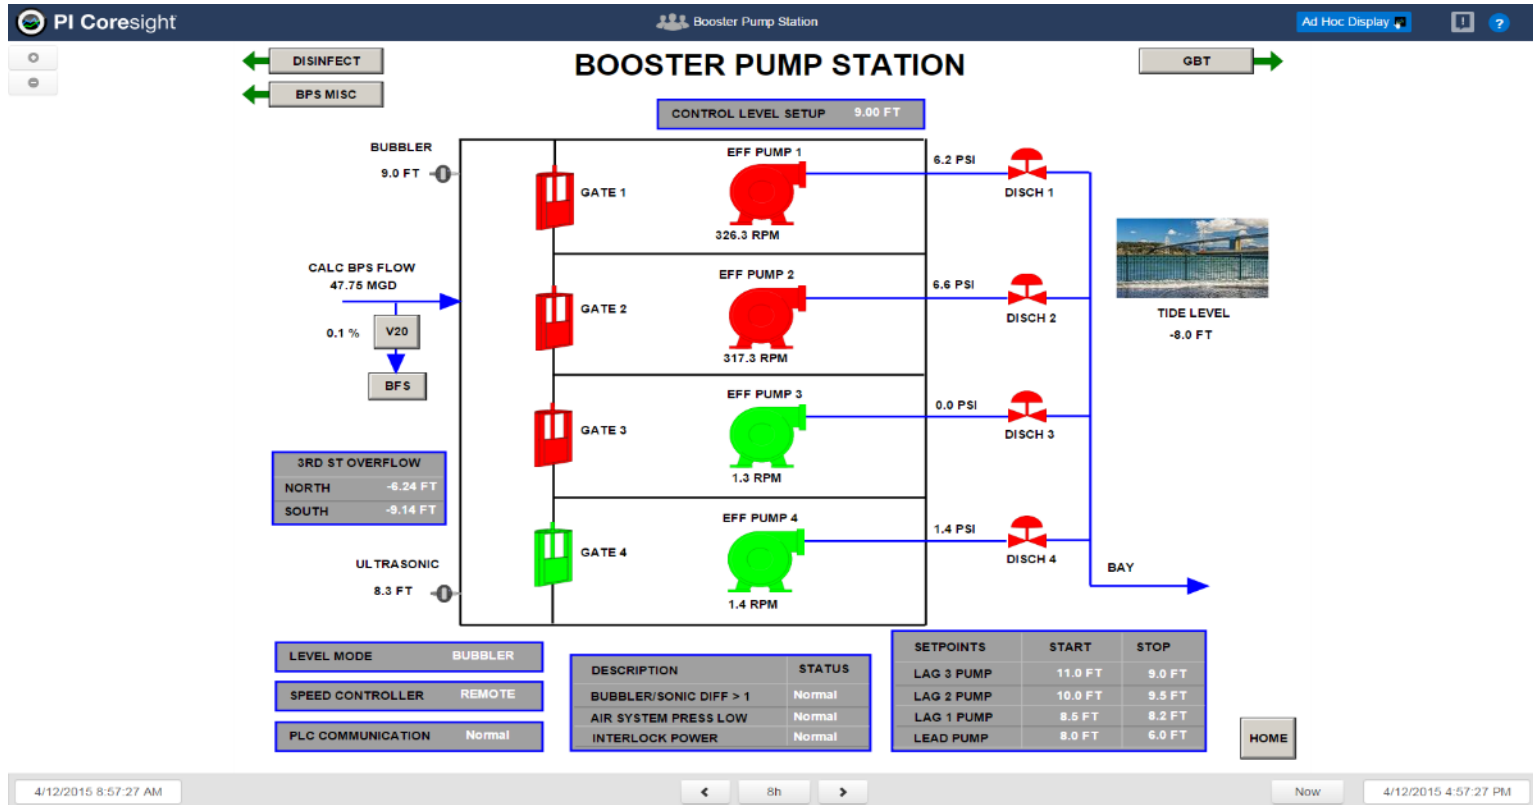 PI Coresight
Booster Pump Station
Ad Hoc Display
DISINFECT
BPS MISC
BOOSTER PUMP STATION
GBT
CONTROL LEVEL SETUP 9.00 FT
BUBBLER
9.0 FT
GATE 1
EFF PUMP 1
326.3 RPM
6.2 PSI
DISCH 1
CALC BPS FLOW
47.75 MGD
0.1 %
V20
BFS
GATE 2
EFF PUMP 2
317.3 RPM
6.6 PSI
DISCH 2
TIDE LEVEL
-8.0 FT
GATE 3
EFF PUMP 3
1.3 RPM
0.0 PSI
DISCH 3
3RD ST OVERFLOW
NORTH -6.24 FT
SOUTH -9.14 FT
GATE 4
EFF PUMP 4
1.4 RPM
1.4 PSI
DISCH 4
BAY
ULTRASONIC
8.3 FT
LEVEL MODE BUBBLER
SPEED CONTROLLER REMOTE
PLC COMMUNICATION Normal
DESCRIPTION STATUS
BUBBLER/SONIC DIFF > 1 Normal
AIR SYSTEM PRESS LOW Normal
INTERLOCK POWER Normal
SETPOINTS START STOP
LAG 3 PUMP 11.0 FT 9.0 FT
LAG 2 PUMP 10.0 FT 9.5 FT
LAG 1 PUMP 8.5 FT 8.2 FT
LEAD PUMP 8.0 FT 6.0 FT
HOME
4/12/2015 8:57:27 AM
8h
Now
4/12/2015 4:57:27 PM